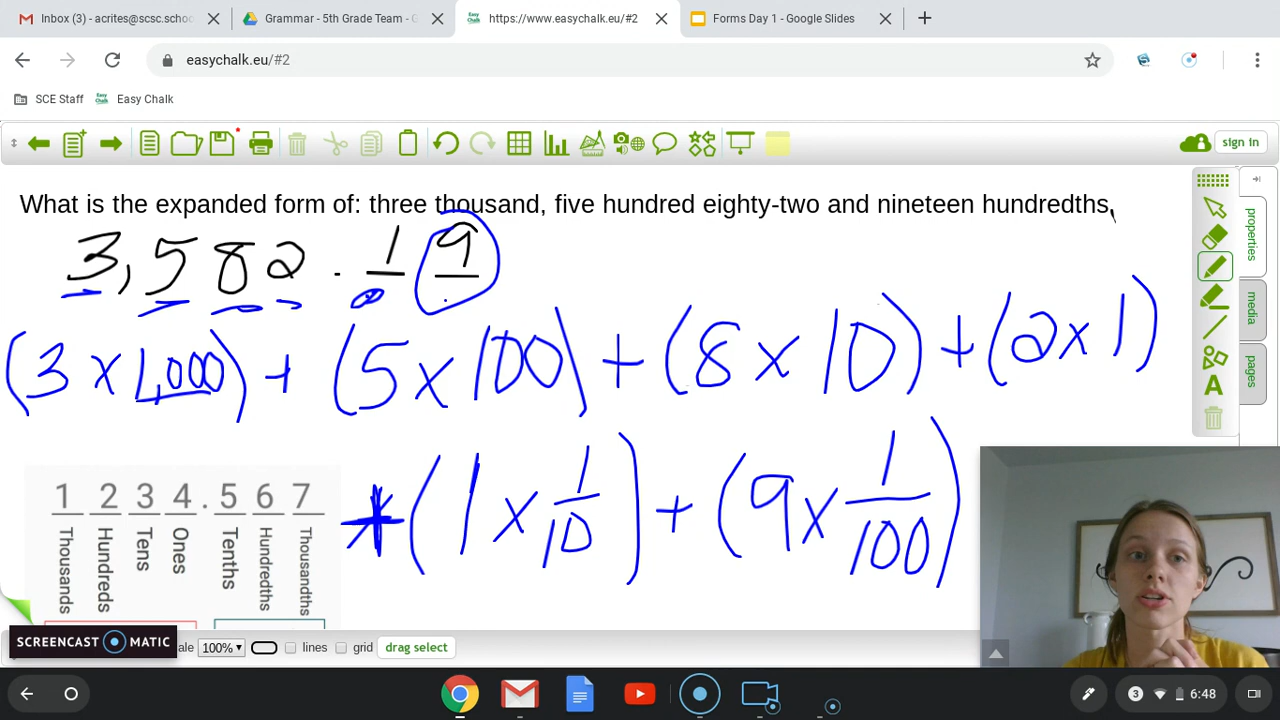 Inbox (3) - acrites@scsc.schoo
Grammar - 5th Grade Team - G
https://www.easychalk.eu/#2
Forms Day 1 - Google Slides
easychalk.eu/#2
SCE Staff
Easy Chalk
sign in
What is the expanded form of: three thousand, five hundred eighty-two and nineteen hundredths,
3,582.19
(3 x 1,000) + (5 x 100) + (8 x 10) + (2 x 1)
+ (1 x 1/10) + (9 x 1/100)
1 2 3 4 . 5 6 7
Thousands
Hundreds
Tens
Ones
Tenths
Hundredths
Thousandths
properties
media
pages
A
SCREENCAST MATIC
ale 100% lines grid drag select
3 6:48